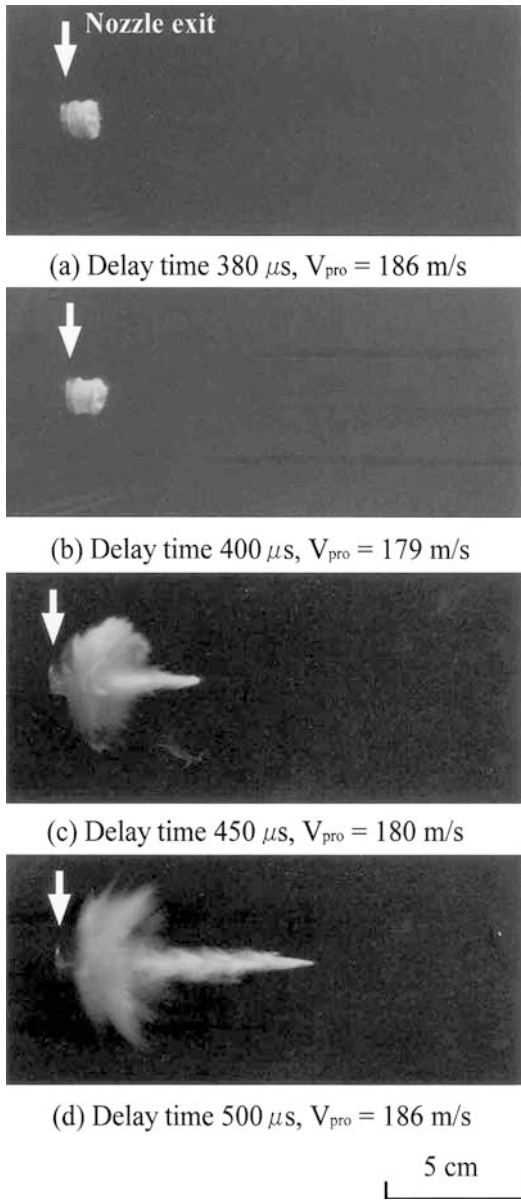 Nozzle exit
(a) Delay time 380 μs, Vpro = 186 m/s
(b) Delay time 400 μs, Vpro = 179 m/s
(c) Delay time 450 μs, Vpro = 180 m/s
(d) Delay time 500 μs, Vpro = 186 m/s
5 cm